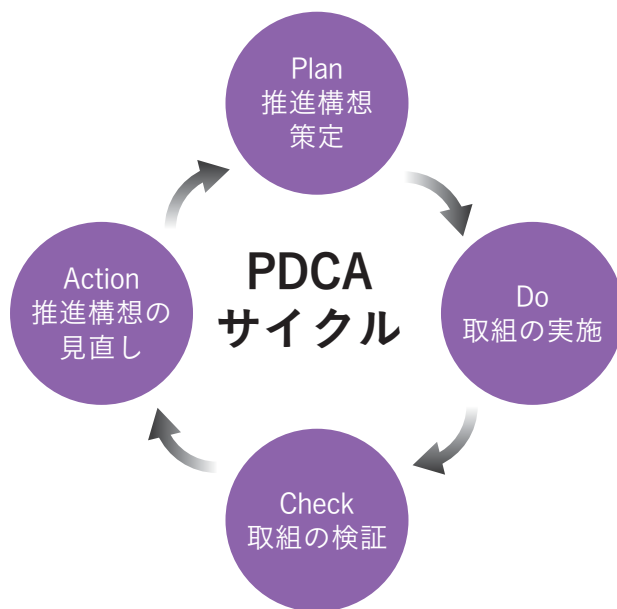 Plan
推進構想
策定
PDCA
サイクル
Action
推進構想の
見直し
Do
取組の実施
Check
取組の検証